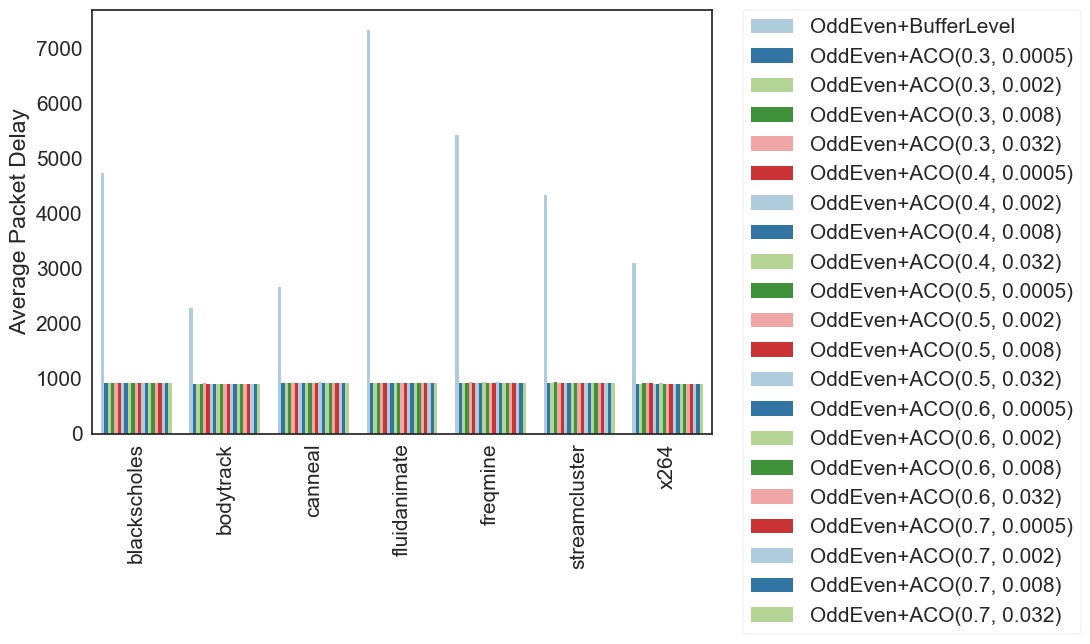 Average Packet Delay
7000
6000
5000
4000
3000
2000
1000
0
blackscholes
bodytrack
canneal
fluidanimate
freqmine
streamcluster
x264
OddEven+BufferLevel
OddEven+ACO(0.3, 0.0005)
OddEven+ACO(0.3, 0.002)
OddEven+ACO(0.3, 0.008)
OddEven+ACO(0.3, 0.032)
OddEven+ACO(0.4, 0.0005)
OddEven+ACO(0.4, 0.002)
OddEven+ACO(0.4, 0.008)
OddEven+ACO(0.4, 0.032)
OddEven+ACO(0.5, 0.0005)
OddEven+ACO(0.5, 0.002)
OddEven+ACO(0.5, 0.008)
OddEven+ACO(0.5, 0.032)
OddEven+ACO(0.6, 0.0005)
OddEven+ACO(0.6, 0.002)
OddEven+ACO(0.6, 0.008)
OddEven+ACO(0.6, 0.032)
OddEven+ACO(0.7, 0.0005)
OddEven+ACO(0.7, 0.002)
OddEven+ACO(0.7, 0.008)
OddEven+ACO(0.7, 0.032)